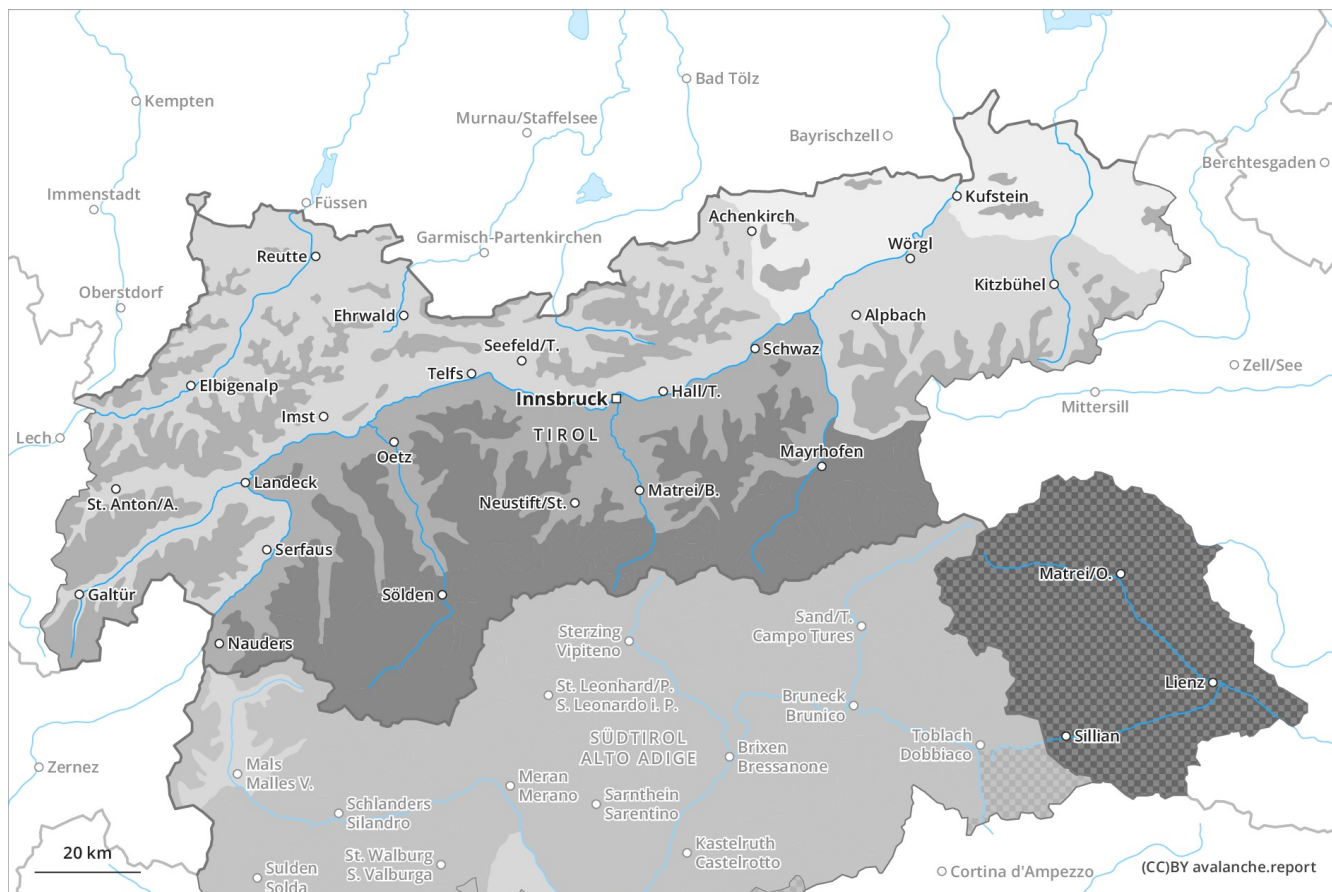 Bad Tölz
Kempten
Murnau/Staffelsee
Bayrischzell
Berchtesgaden
Immenstadt
Füssen
Kufstein
Achenkirch
Garmisch-Partenkirchen
Wörgl
Reutte
Kitzbühel
Oberstdorf
Ehrwald
Alpbach
Seefeld/T.
Schwaz
Zell/See
Telfs
Elbigenalp
Hall/T.
Innsbruck
Mittersill
Imst
TIROL
Lech
Oetz
Mayrhofen
Landeck
Matrei/B.
St. Anton/A.
Neustift/St.
Serfaus
Matrei/O.
Galtür
Sölden
Sand/T.
Campo Tures
Sterzing
Vipiteno
Nauders
Lienz
St. Leonhard/P.
S. Leonardo i. P.
Bruneck
Brunico
SÜDTIROL
ALTO ADIGE
Toblach
Dobbiaco
Sillian
Brixen
Bressanone
Zernez
Mals
Malles V.
Meran
Merano
Sarnthein
Sarentino
Schlanders
Silandro
Kastelruth
Castelrotto
20 km
St. Walburg
S. Valburga
Sulden
Solda
Cortina d'Ampezzo
(CC)BY avalanche.report